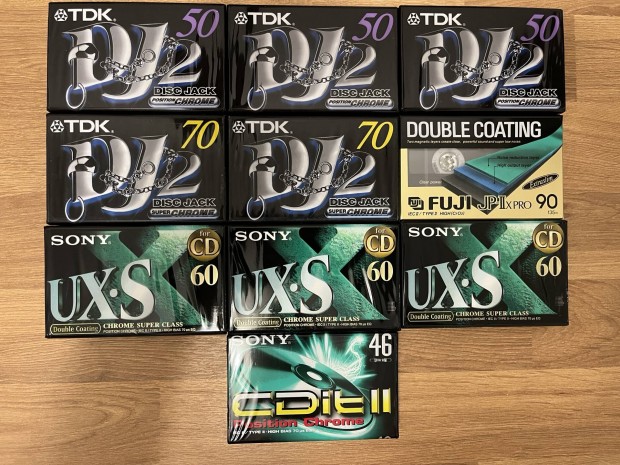 TDK 50
DJ2
DISC JACK
POSITION CHROME
TDK 50
DJ2
DISC JACK
POSITION CHROME
TDK 50
DJ2
DISC JACK
POSITION CHROME
TDK 70
DJ2
DISC JACK
SUPER CHROME
TDK 70
DJ2
DISC JACK
SUPER CHROME
DOUBLE COATING
Extraslim
FUJI JP-IIx PRO 90
SONY for CD
UX·S 60
Double Coating CHROME SUPER CLASS
SONY for CD
UX·S 60
Double Coating CHROME SUPER CLASS
SONY for CD
UX·S 60
Double Coating CHROME SUPER CLASS
SONY 46
CDit II
Position Chrome